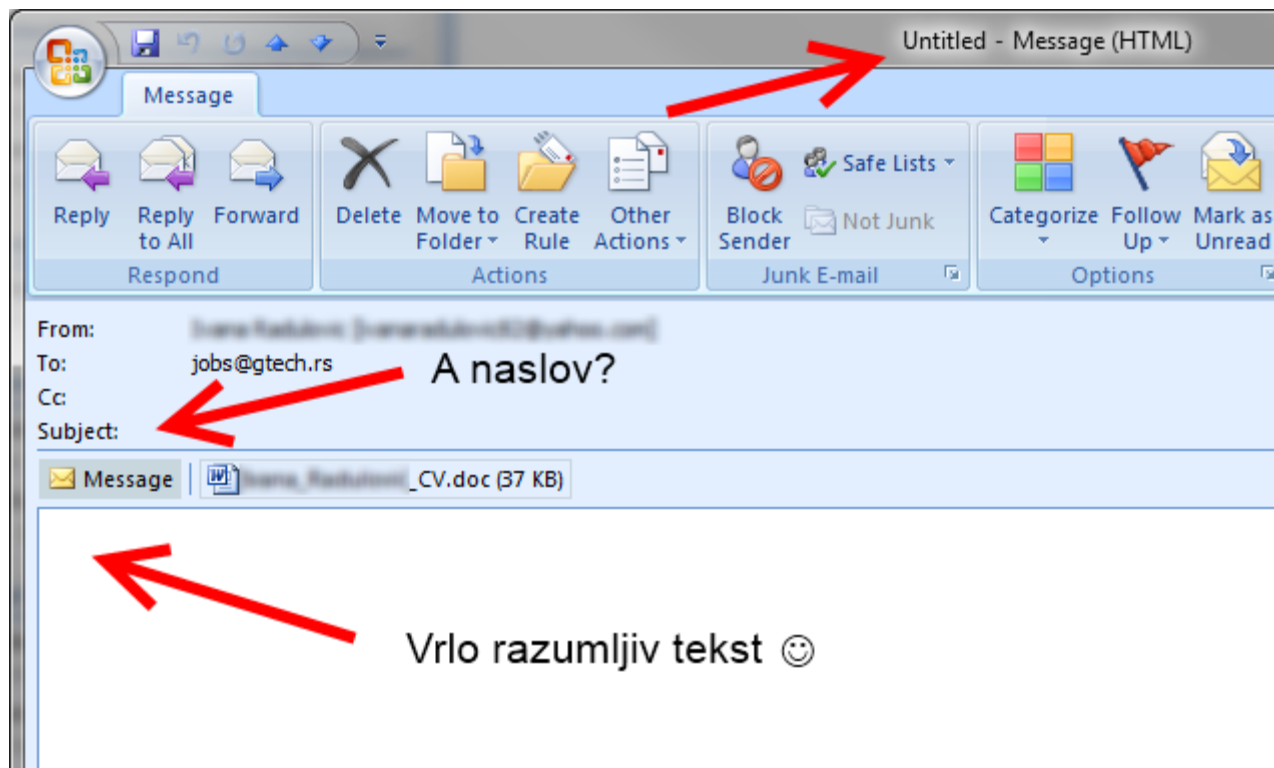 Untitled - Message (HTML)
Message
Reply Reply to All Forward Delete Move to Folder Create Rule Other Actions Block Sender Safe Lists Not Junk Categorize Follow Up Mark as Unread
Respond Actions Junk E-mail Options
From:
To: jobs@gtech.rs
A naslov?
Cc:
Subject:
Message _CV.doc (37 KB)
Vrlo razumljiv tekst ☺